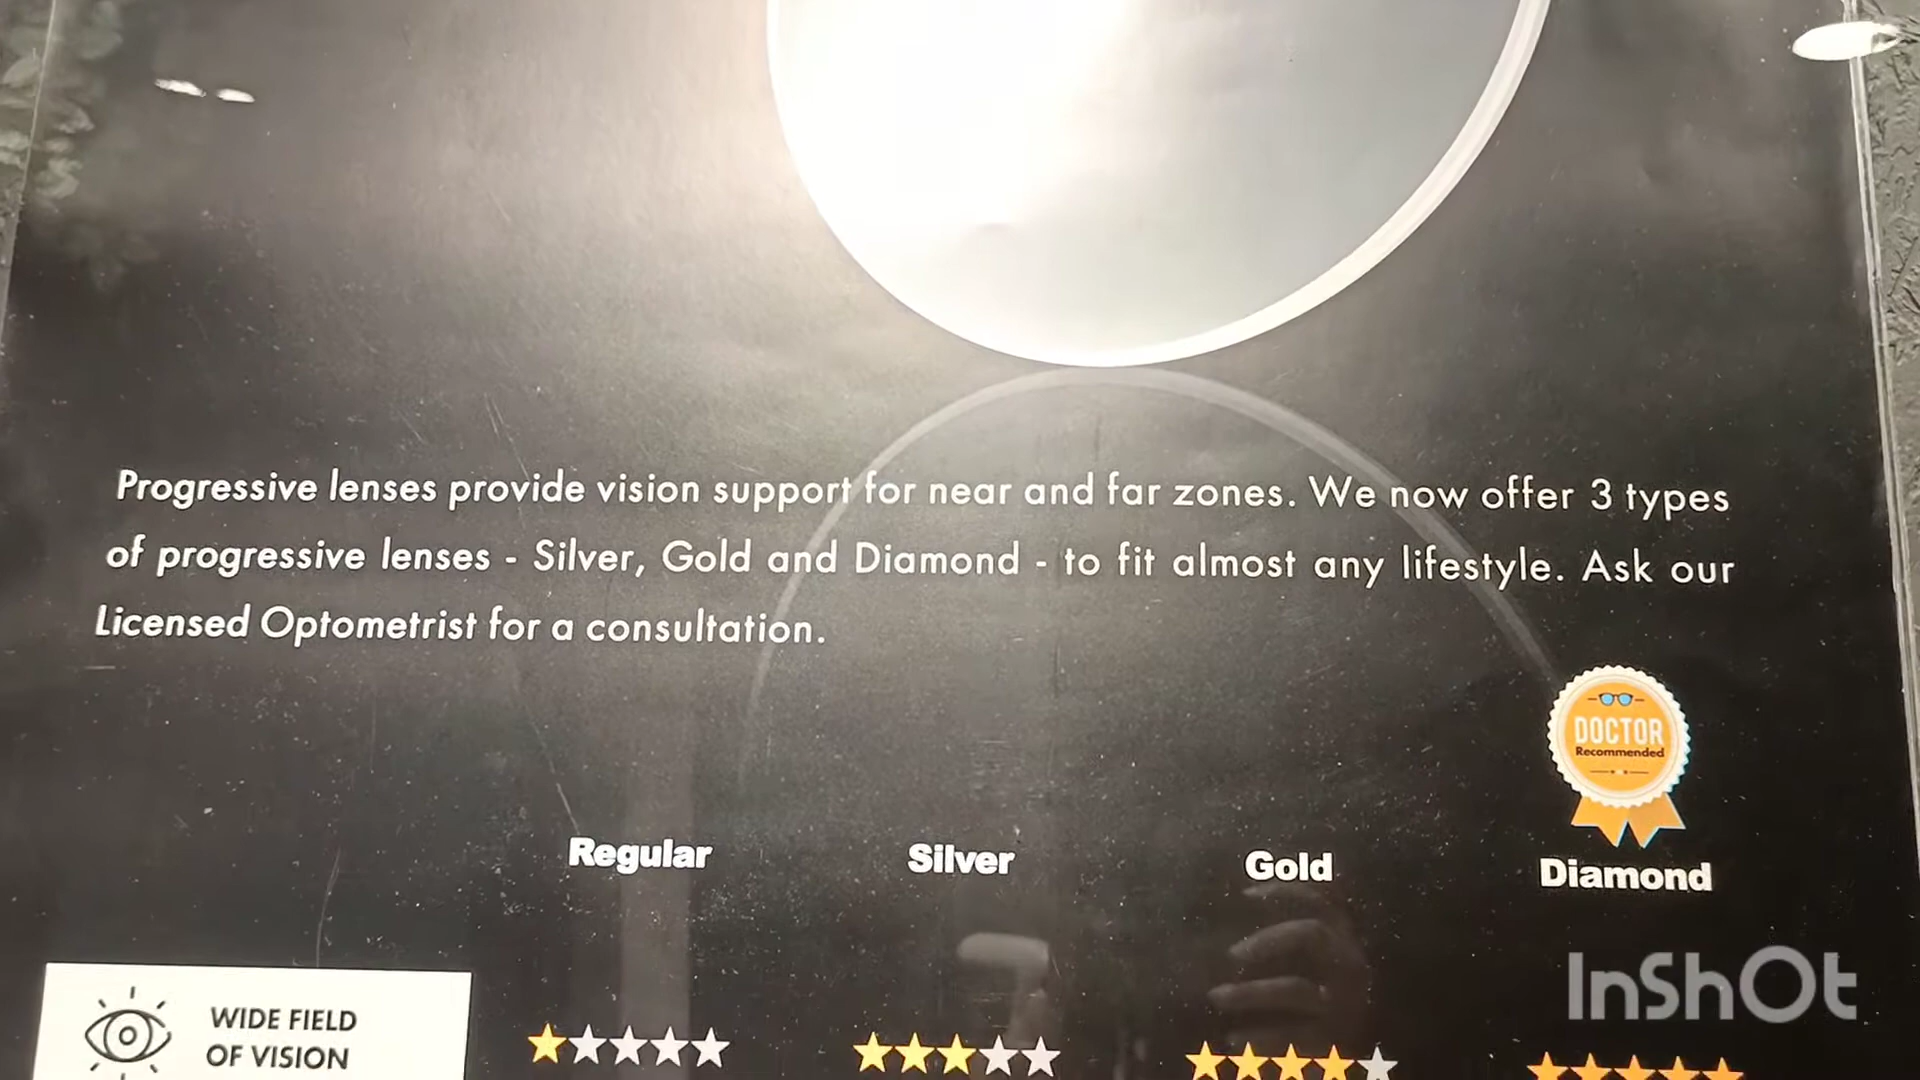 Progressive lenses provide vision support for near and far zones. We now offer 3 types
of progressive lenses - Silver, Gold and Diamond - to fit almost any lifestyle. Ask our
Licensed Optometrist for a consultation.
DOCTOR
Recommended
Regular Silver Gold Diamond
WIDE FIELD
OF VISION
InShOt